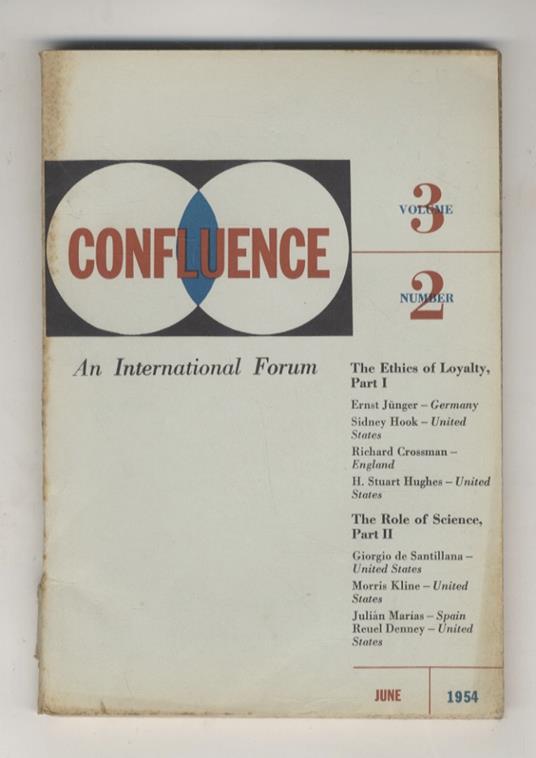 CONFLUENCE
An International Forum
3
VOLUME
2
NUMBER
The Ethics of Loyalty,
Part I
Ernst Jünger – Germany
Sidney Hook – United
States
Richard Crossman –
England
H. Stuart Hughes – United
States
The Role of Science,
Part II
Giorgio de Santillana –
United States
Morris Kline – United
States
Julián Marías – Spain
Reuel Denney – United
States
JUNE 1954